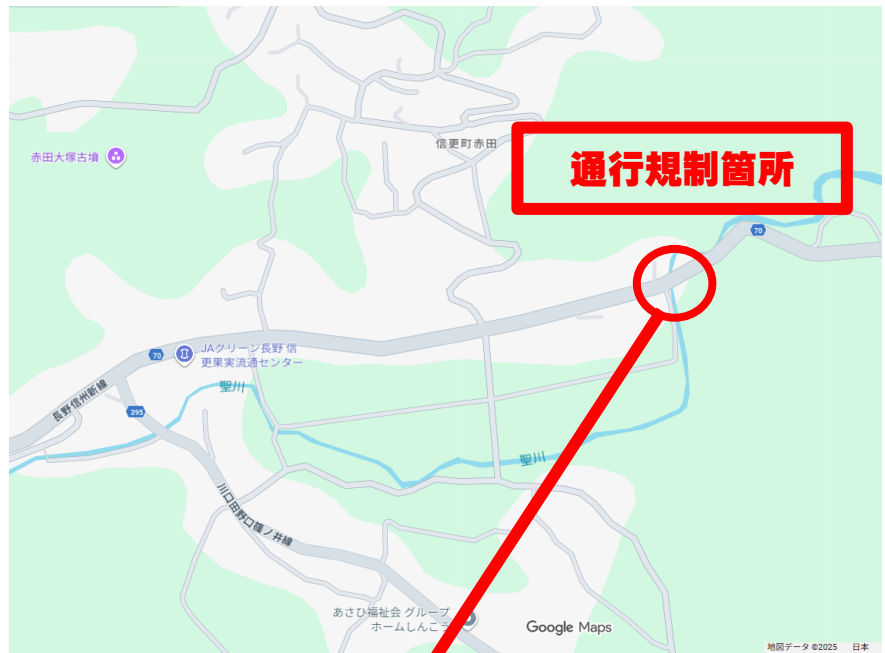 信更町赤田
赤田大塚古墳
通行規制箇所
70
JAグリーン長野 信
更果実流通センター
70
長野信州新線
395
聖川
聖川
川口田野口篠ノ井線
あさひ福祉会 グループ
ホームしんこう
Google Maps
地図データ ©2025 日本